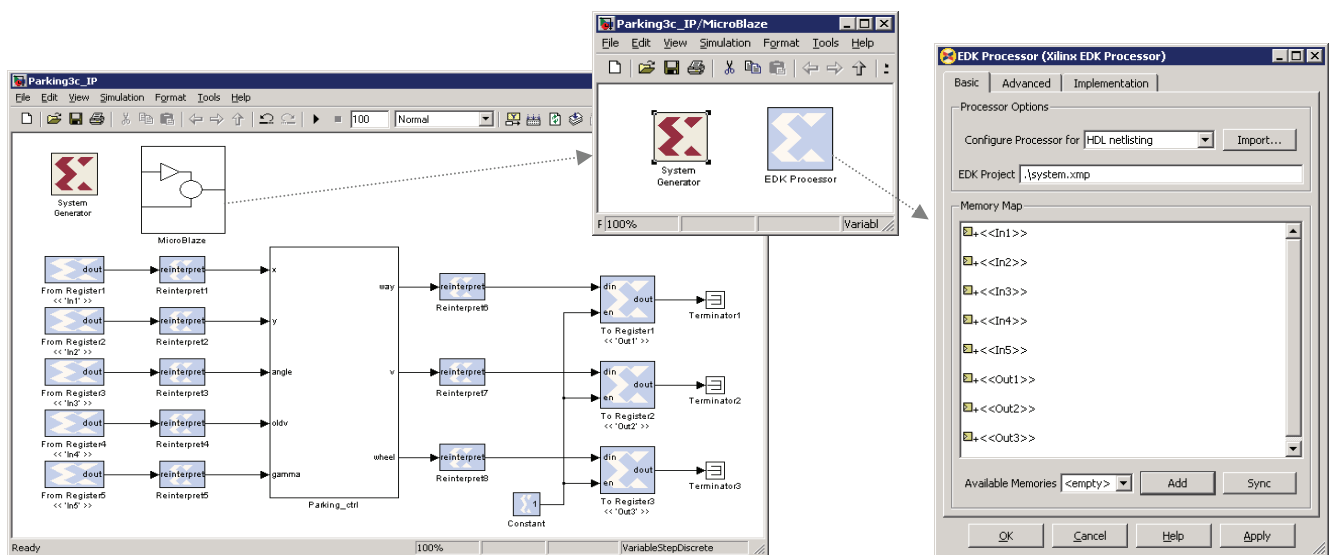 Parking3c_IP
File Edit View Simulation Format Tools Help
100 Normal
System
Generator
MicroBlaze
dout
From Register1
<< 'In1' >>
reinterpret
Reinterpret1
dout
From Register2
<< 'In2' >>
reinterpret
Reinterpret2
dout
From Register3
<< 'In3' >>
reinterpret
Reinterpret3
dout
From Register4
<< 'In4' >>
reinterpret
Reinterpret4
dout
From Register5
<< 'In5' >>
reinterpret
Reinterpret5
x
y
angle
oldv
gamma
way
v
wheel
Parking_ctrl
reinterpret
Reinterpret6
reinterpret
Reinterpret7
reinterpret
Reinterpret8
1
Constant
din
dout
en
To Register1
<< 'Out1' >>
Terminator1
din
dout
en
To Register2
<< 'Out2' >>
Terminator2
din
dout
en
To Register3
<< 'Out3' >>
Terminator3
Ready 100% VariableStepDiscrete
Parking3c_IP/MicroBlaze
File Edit View Simulation Format Tools Help
System
Generator
EDK Processor
F 100% Variabl
EDK Processor (Xilinx EDK Processor)
Basic Advanced Implementation
Processor Options
Configure Processor for HDL netlisting Import...
EDK Project .\system.xmp
Memory Map
+<<In1>>
+<<In2>>
+<<In3>>
+<<In4>>
+<<In5>>
+<<Out1>>
+<<Out2>>
+<<Out3>>
Available Memories <empty> Add Sync
OK Cancel Help Apply